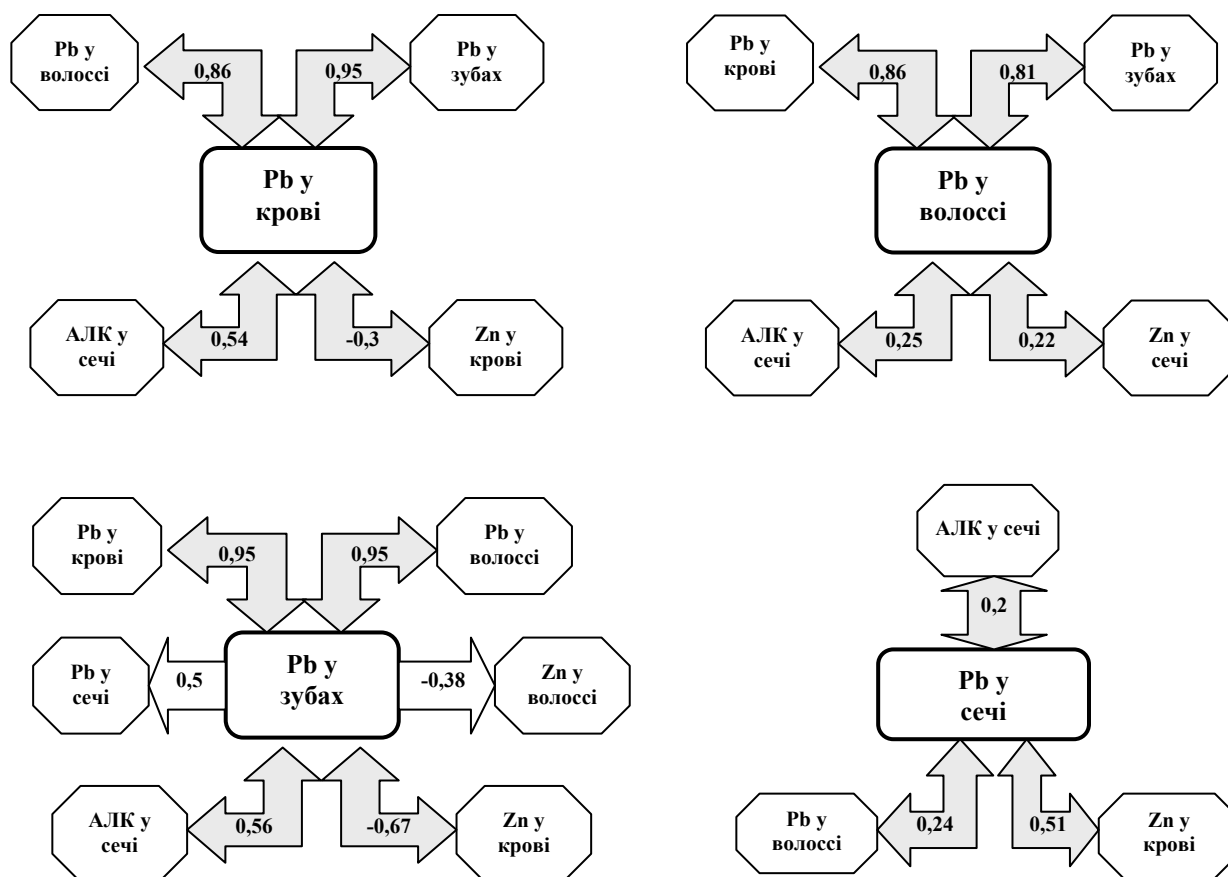 Pb у
волоссі
0,86
0,95
Pb у
зубах
Pb у
крові
АЛК у
сечі
0,54
-0,3
Zn у
крові
Pb у
крові
0,86
0,81
Pb у
зубах
Pb у
волоссі
АЛК у
сечі
0,25
0,22
Zn у
сечі
Pb у
крові
0,95
0,95
Pb у
волоссі
Pb у
сечі
0,5
Pb у
зубах
-0,38
Zn у
волоссі
АЛК у
сечі
0,56
-0,67
Zn у
крові
АЛК у сечі
0,2
Pb у
сечі
Pb у
волоссі
0,24
0,51
Zn у
крові